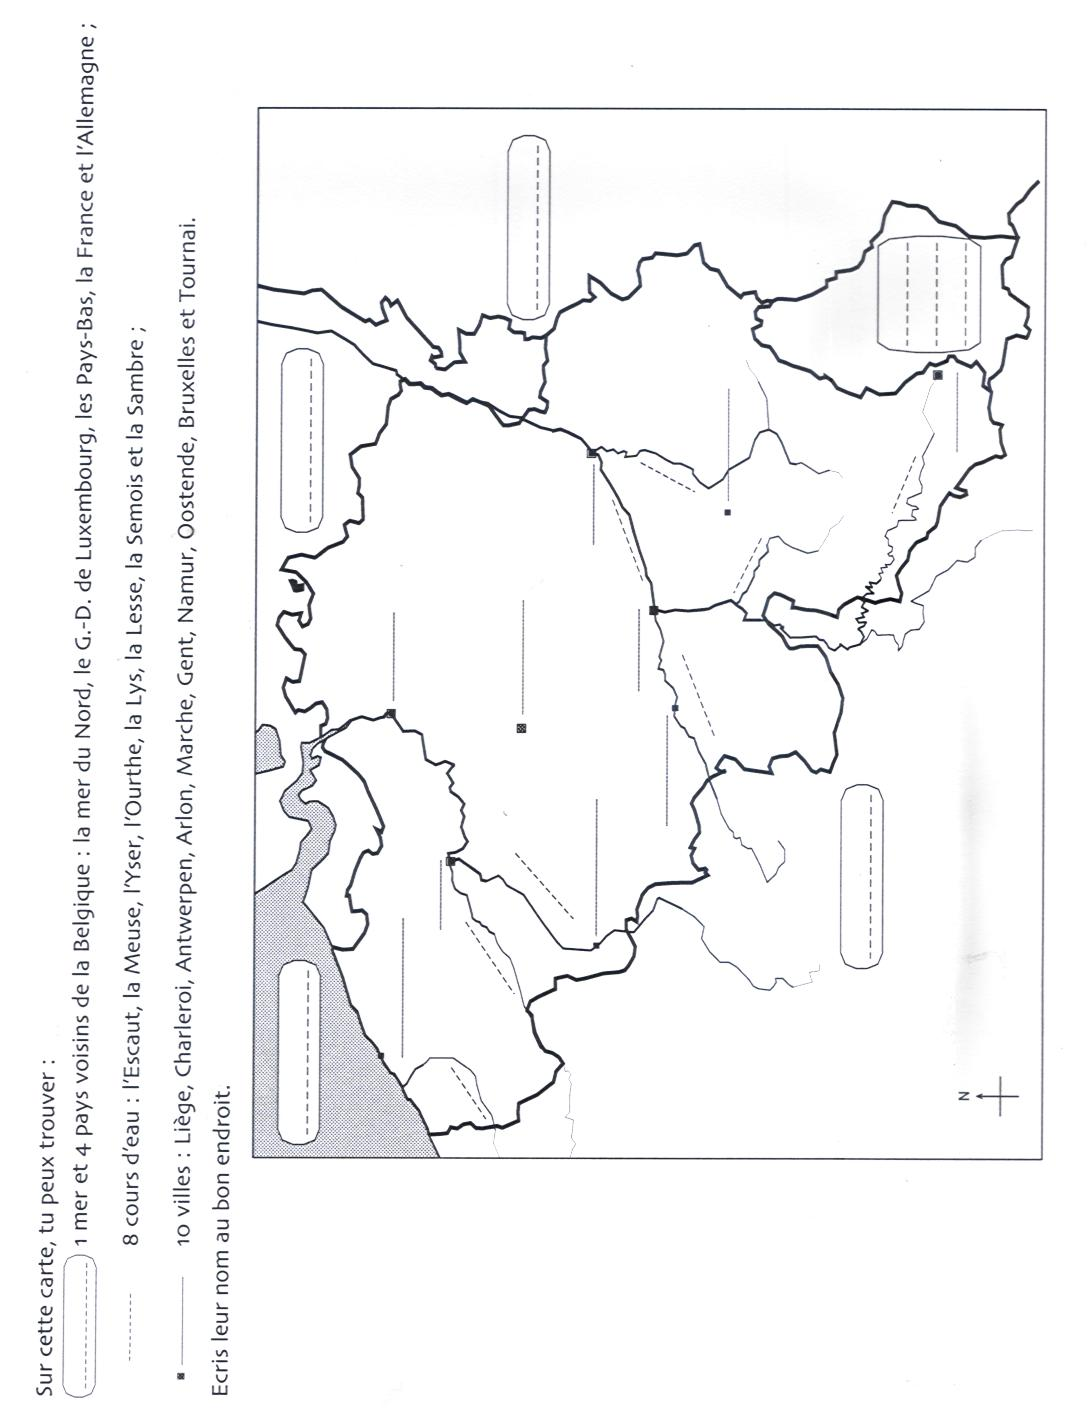 Sur cette carte, tu peux trouver :
1 mer et 4 pays voisins de la Belgique : la mer du Nord, le G.-D. de Luxembourg, les Pays-Bas, la France et l'Allemagne ;
8 cours d'eau : l'Escaut, la Meuse, l'Yser, l'Ourthe, la Lys, la Lesse, la Semois et la Sambre ;
10 villes : Liège, Charleroi, Antwerpen, Arlon, Marche, Gent, Namur, Oostende, Bruxelles et Tournai.
Ecris leur nom au bon endroit.
N